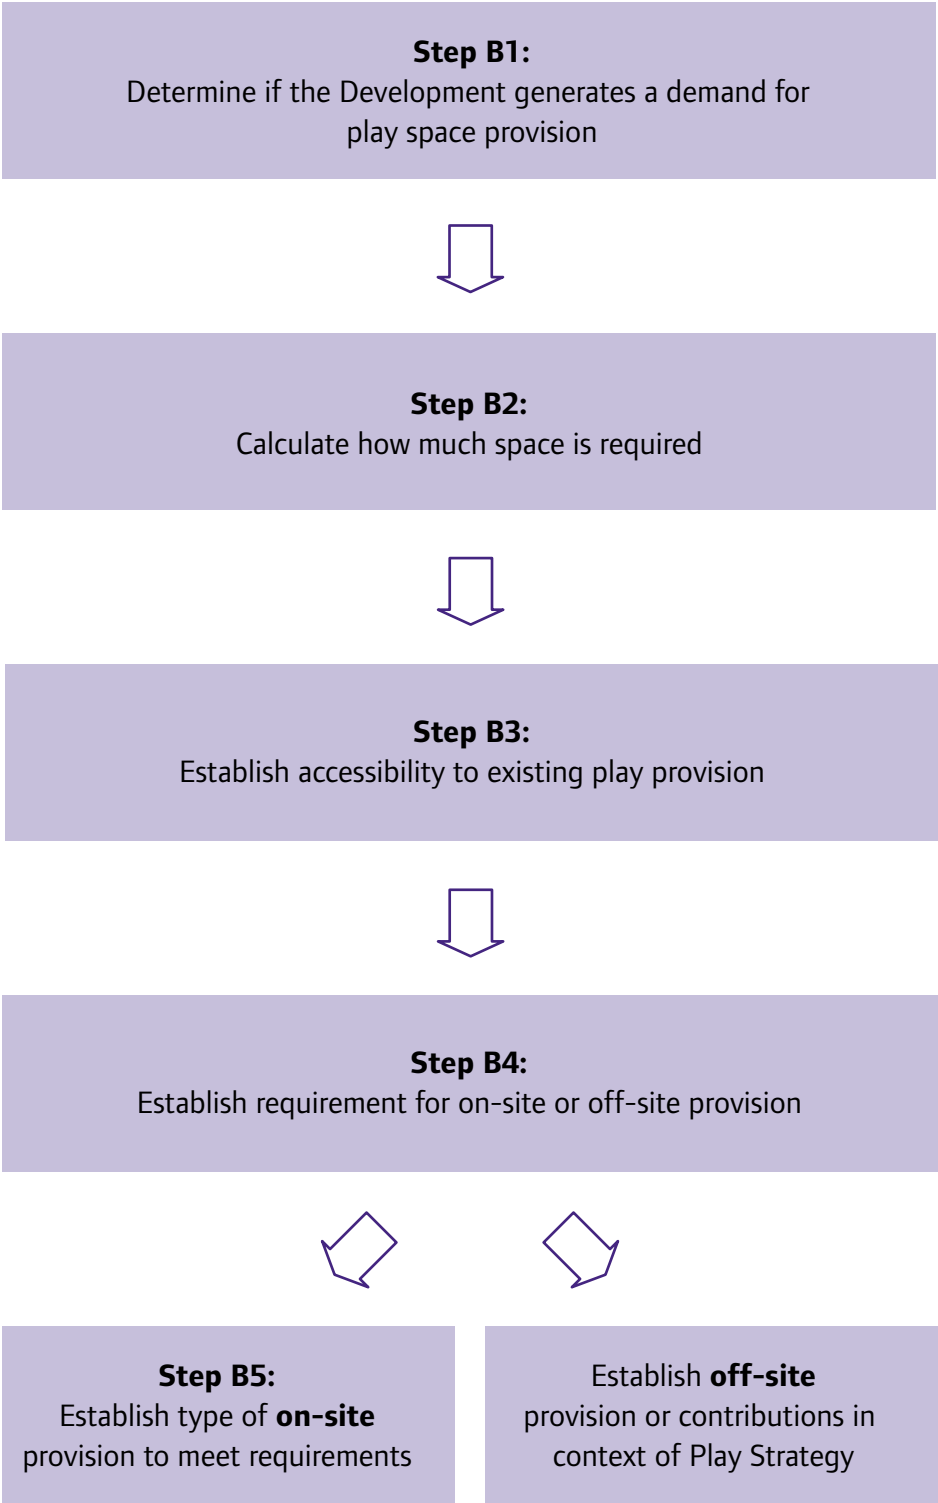 Step B1:
Determine if the Development generates a demand for
play space provision
Step B2:
Calculate how much space is required
Step B3:
Establish accessibility to existing play provision
Step B4:
Establish requirement for on-site or off-site provision
Step B5:
Establish type of on-site
provision to meet requirements
Establish off-site
provision or contributions in
context of Play Strategy